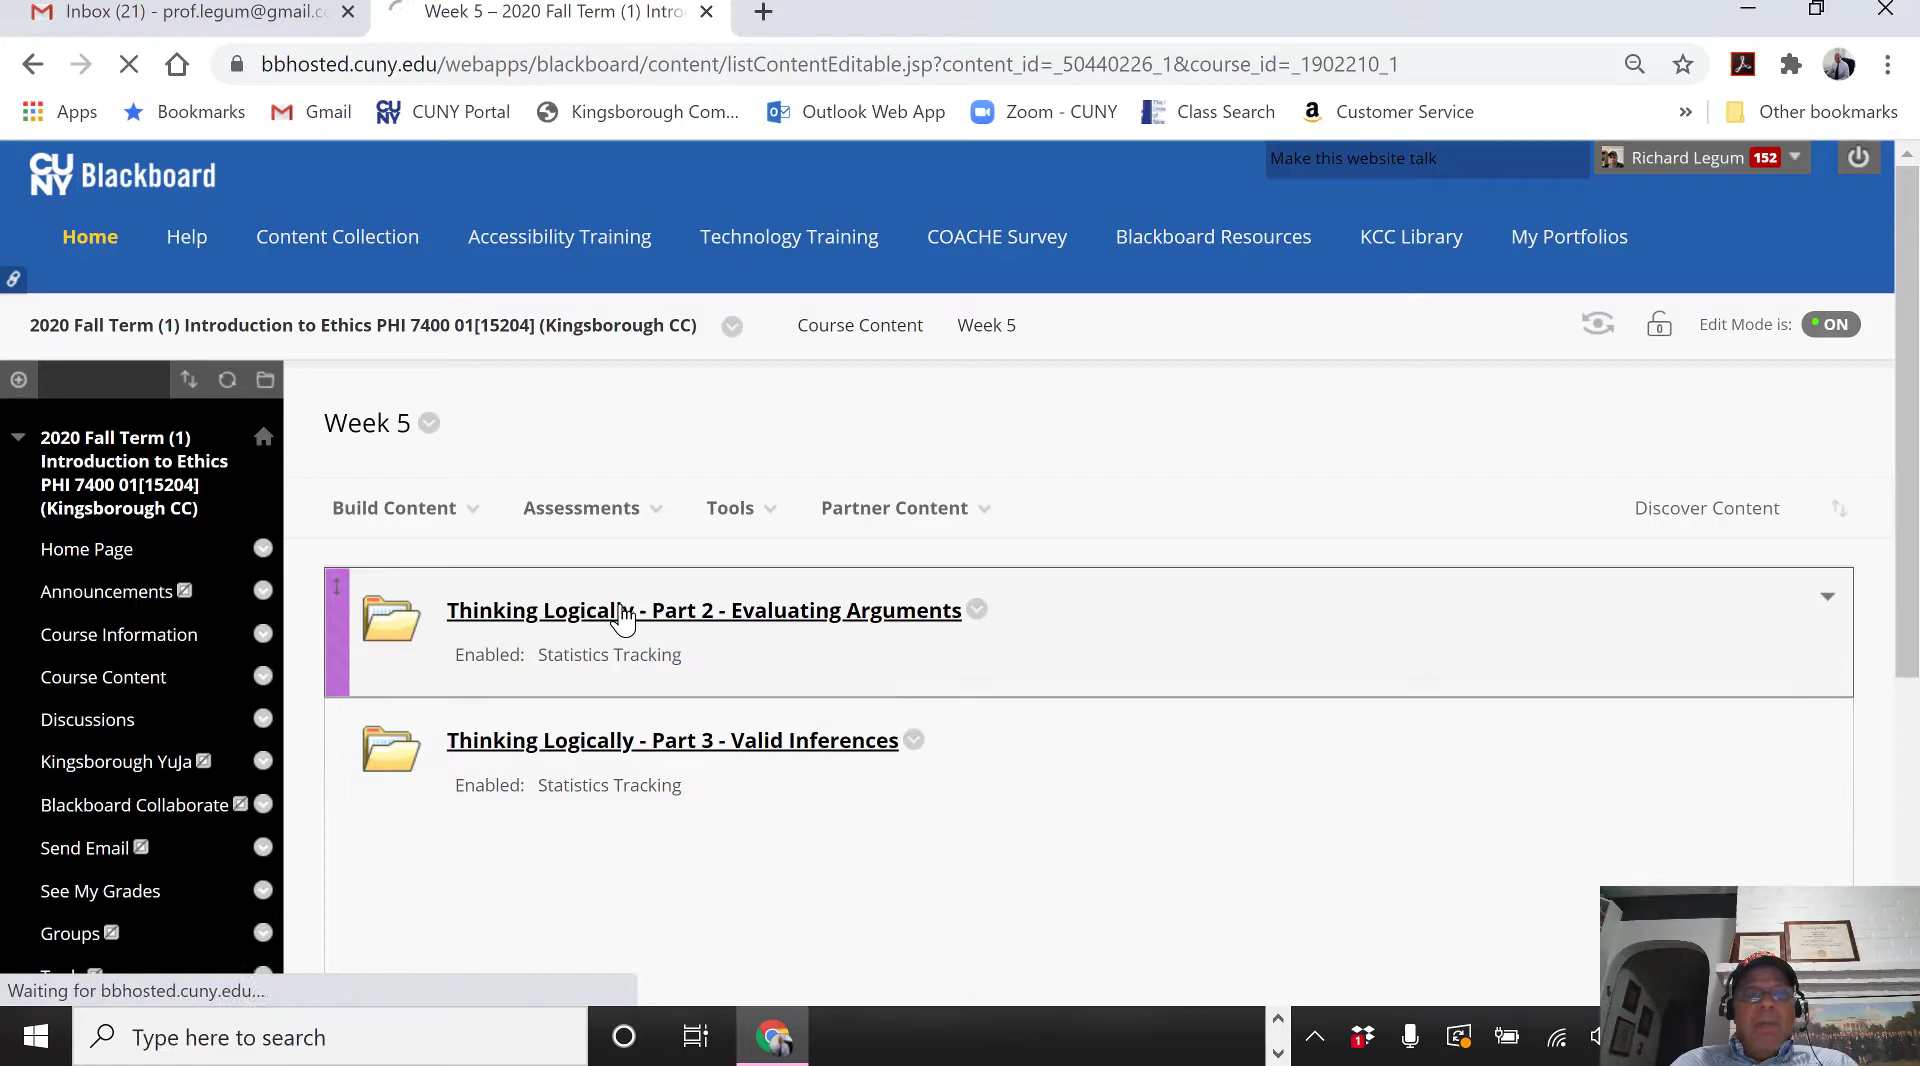 Inbox (21) - prof.legum@gmail.c
Week 5 – 2020 Fall Term (1) Intro
bbhosted.cuny.edu/webapps/blackboard/content/listContentEditable.jsp?content_id=_50440226_1&course_id=_1902210_1
Apps
Bookmarks
Gmail
CUNY Portal
Kingsborough Com...
Outlook Web App
Zoom - CUNY
Class Search
Customer Service
»
Other bookmarks
CU
NY
Blackboard
Make this website talk
Richard Legum 152
Home
Help
Content Collection
Accessibility Training
Technology Training
COACHE Survey
Blackboard Resources
KCC Library
My Portfolios
2020 Fall Term (1) Introduction to Ethics PHI 7400 01[15204] (Kingsborough CC)
Course Content
Week 5
Edit Mode is:
ON
2020 Fall Term (1)
Introduction to Ethics
PHI 7400 01[15204]
(Kingsborough CC)
Home Page
Announcements
Course Information
Course Content
Discussions
Kingsborough YuJa
Blackboard Collaborate
Send Email
See My Grades
Groups
Week 5
Build Content
Assessments
Tools
Partner Content
Discover Content
Thinking Logically - Part 2 - Evaluating Arguments
Enabled: Statistics Tracking
Thinking Logically - Part 3 - Valid Inferences
Enabled: Statistics Tracking
Waiting for bbhosted.cuny.edu...
Type here to search
1